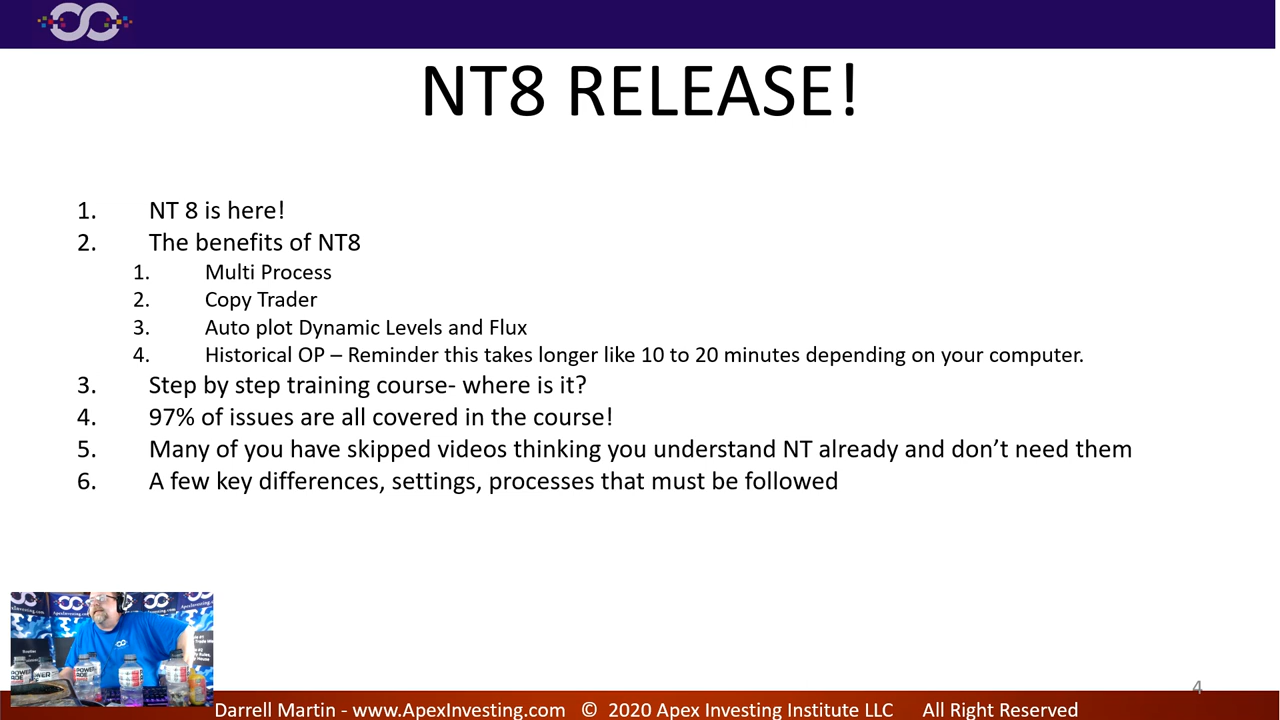 NT8 RELEASE!
1. NT 8 is here!
2. The benefits of NT8
1. Multi Process
2. Copy Trader
3. Auto plot Dynamic Levels and Flux
4. Historical OP – Reminder this takes longer like 10 to 20 minutes depending on your computer.
3. Step by step training course- where is it?
4. 97% of issues are all covered in the course!
5. Many of you have skipped videos thinking you understand NT already and don’t need them
6. A few key differences, settings, processes that must be followed
4
Darrell Martin - www.ApexInvesting.com © 2020 Apex Investing Institute LLC All Right Reserved